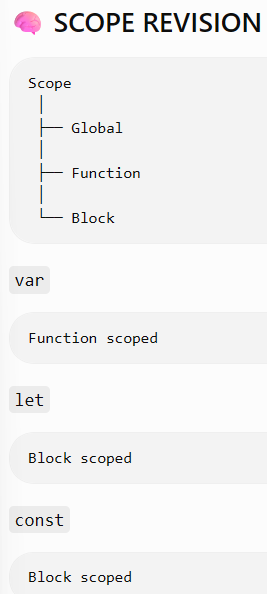 🧠 SCOPE REVISION
Scope
│
├── Global
│
├── Function
│
└── Block
var
Function scoped
let
Block scoped
const
Block scoped